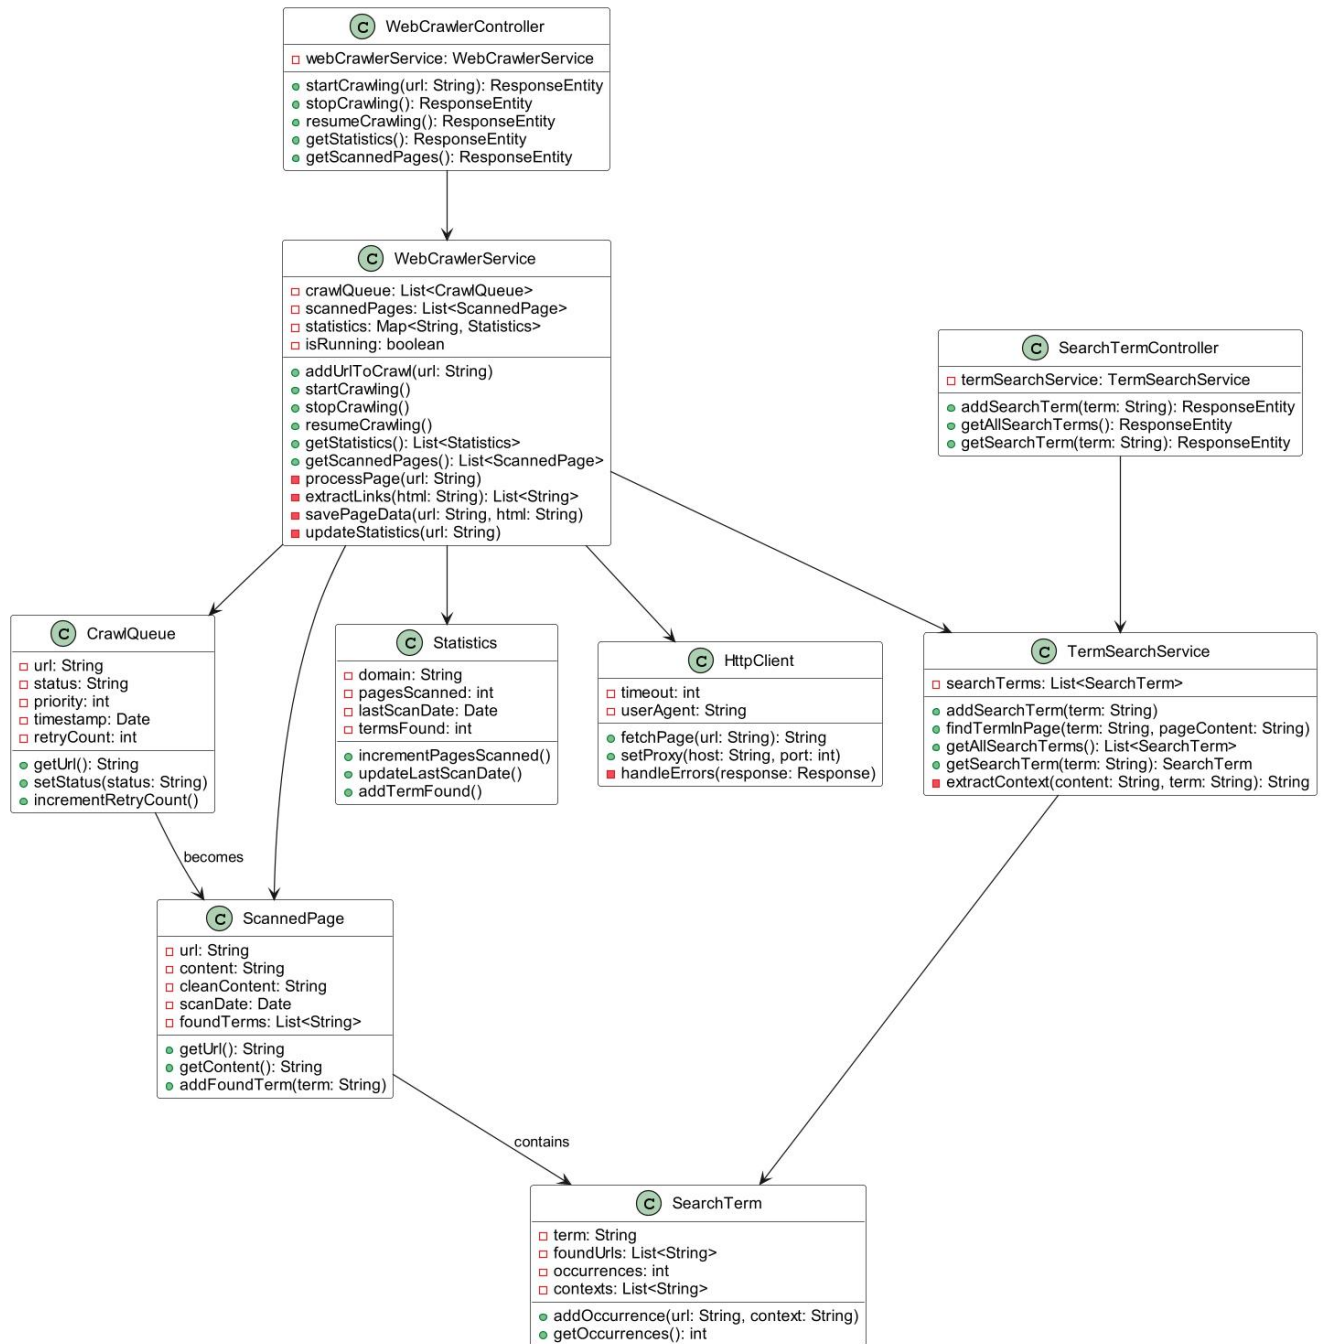 C WebCrawlerController
webCrawlerService: WebCrawlerService
startCrawling(url: String): ResponseEntity
stopCrawling(): ResponseEntity
resumeCrawling(): ResponseEntity
getStatistics(): ResponseEntity
getScannedPages(): ResponseEntity
C WebCrawlerService
crawlQueue: List<CrawlQueue>
scannedPages: List<ScannedPage>
statistics: Map<String, Statistics>
isRunning: boolean
addUrlToCrawl(url: String)
startCrawling()
stopCrawling()
resumeCrawling()
getStatistics(): List<Statistics>
getScannedPages(): List<ScannedPage>
processPage(url: String)
extractLinks(html: String): List<String>
savePageData(url: String, html: String)
updateStatistics(url: String)
C SearchTermController
termSearchService: TermSearchService
addSearchTerm(term: String): ResponseEntity
getAllSearchTerms(): ResponseEntity
getSearchTerm(term: String): ResponseEntity
C CrawlQueue
url: String
status: String
priority: int
timestamp: Date
retryCount: int
getUrl(): String
setStatus(status: String)
incrementRetryCount()
C Statistics
domain: String
pagesScanned: int
lastScanDate: Date
termsFound: int
incrementPagesScanned()
updateLastScanDate()
addTermFound()
C HttpClient
timeout: int
userAgent: String
fetchPage(url: String): String
setProxy(host: String, port: int)
handleErrors(response: Response)
C TermSearchService
searchTerms: List<SearchTerm>
addSearchTerm(term: String)
findTermInPage(term: String, pageContent: String)
getAllSearchTerms(): List<SearchTerm>
getSearchTerm(term: String): SearchTerm
extractContext(content: String, term: String): String
becomes
C ScannedPage
url: String
content: String
cleanContent: String
scanDate: Date
foundTerms: List<String>
getUrl(): String
getContent(): String
addFoundTerm(term: String)
contains
C SearchTerm
term: String
foundUrls: List<String>
occurrences: int
contexts: List<String>
addOccurrence(url: String, context: String)
getOccurrences(): int